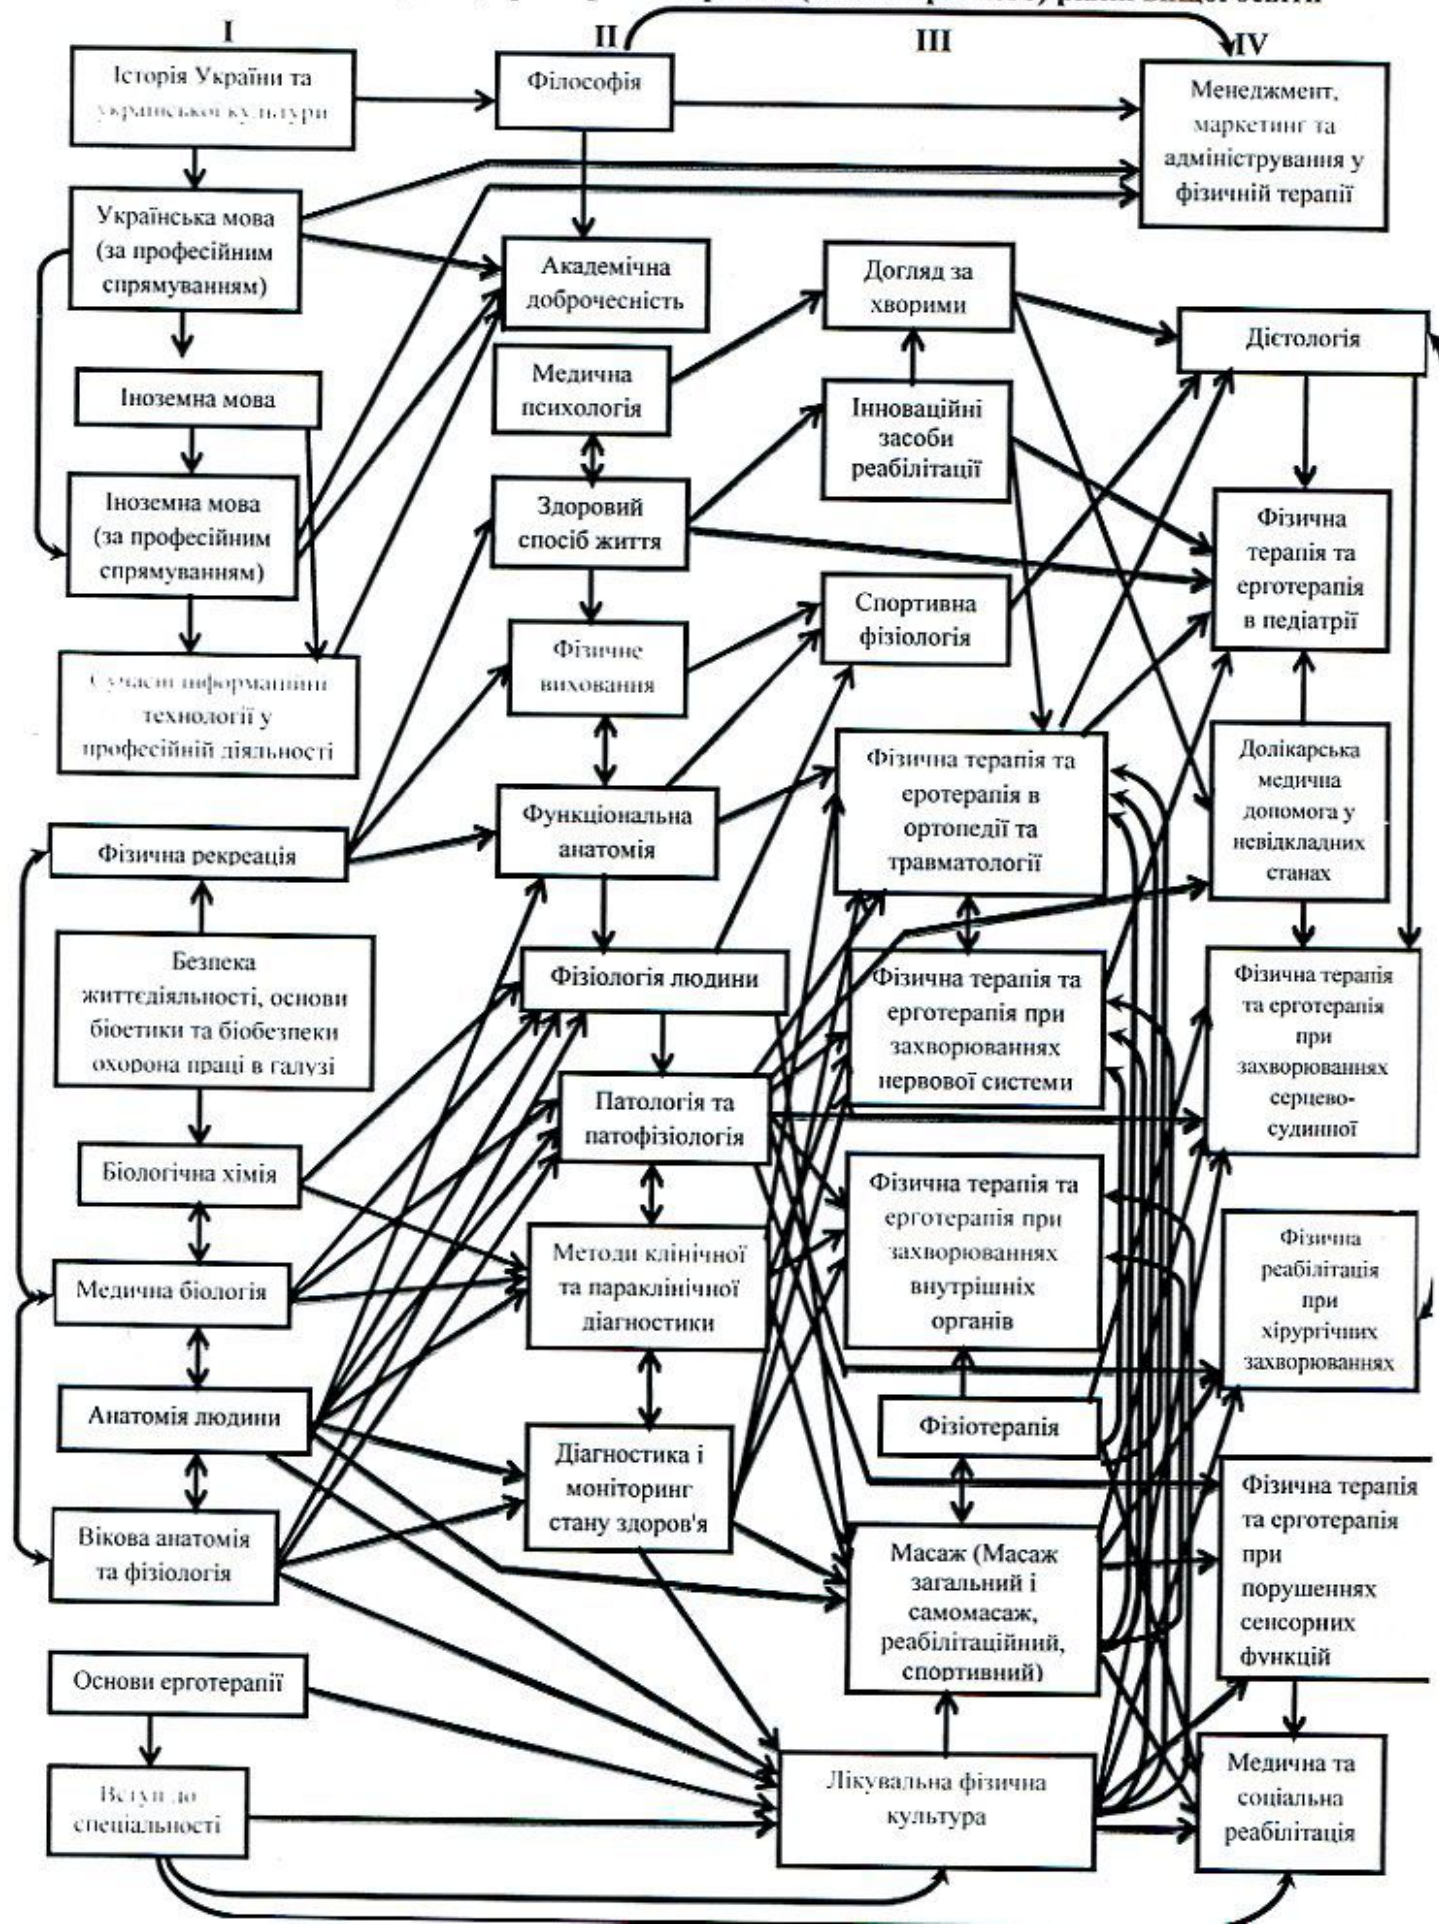 I
II
III
IV
Історія України та
української культури
Філософія
Менеджмент,
маркетинг та
адміністрування у
фізичній терапії
Українська мова
(за професійним
спрямуванням)
Академічна
доброчесність
Догляд за
хворими
Дієтологія
Іноземна мова
Медична
психологія
Інноваційні
засоби
реабілітації
Іноземна мова
(за професійним
спрямуванням)
Здоровий
спосіб життя
Фізична
терапія та
ерготерапія
в педіатрії
Сучасні інформаційні
технології у
професійній діяльності
Фізичне
виховання
Спортивна
фізіологія
Фізична рекреація
Функціональна
анатомія
Фізична терапія та
еротерапія в
ортопедії та
травматології
Долікарська
медична
допомога у
невідкладних
станах
Безпека
життєдіяльності, основи
біоетики та біобезпеки
охорона праці в галузі
Фізіологія людини
Фізична терапія та
ерготерапія при
захворюваннях
нервової системи
Фізична терапія
та ерготерапія
при
захворюваннях
серцево-
судинної
Біологічна хімія
Патологія та
патофізіологія
Фізична терапія та
ерготерапія при
захворюваннях
внутрішніх
органів
Фізична
реабілітація
при
хірургічних
захворюваннях
Медична біологія
Методи клінічної
та параклінічної
діагностики
Анатомія людини
Діагностика і
моніторинг
стану здоров'я
Фізіотерапія
Фізична терапія
та ерготерапія
при
порушеннях
сенсорних
функцій
Вікова анатомія
та фізіологія
Масаж (Масаж
загальний і
самомасаж,
реабілітаційний,
спортивний)
Основи ерготерапії
Вступ до
спеціальності
Лікувальна фізична
культура
Медична та
соціальна
реабілітація